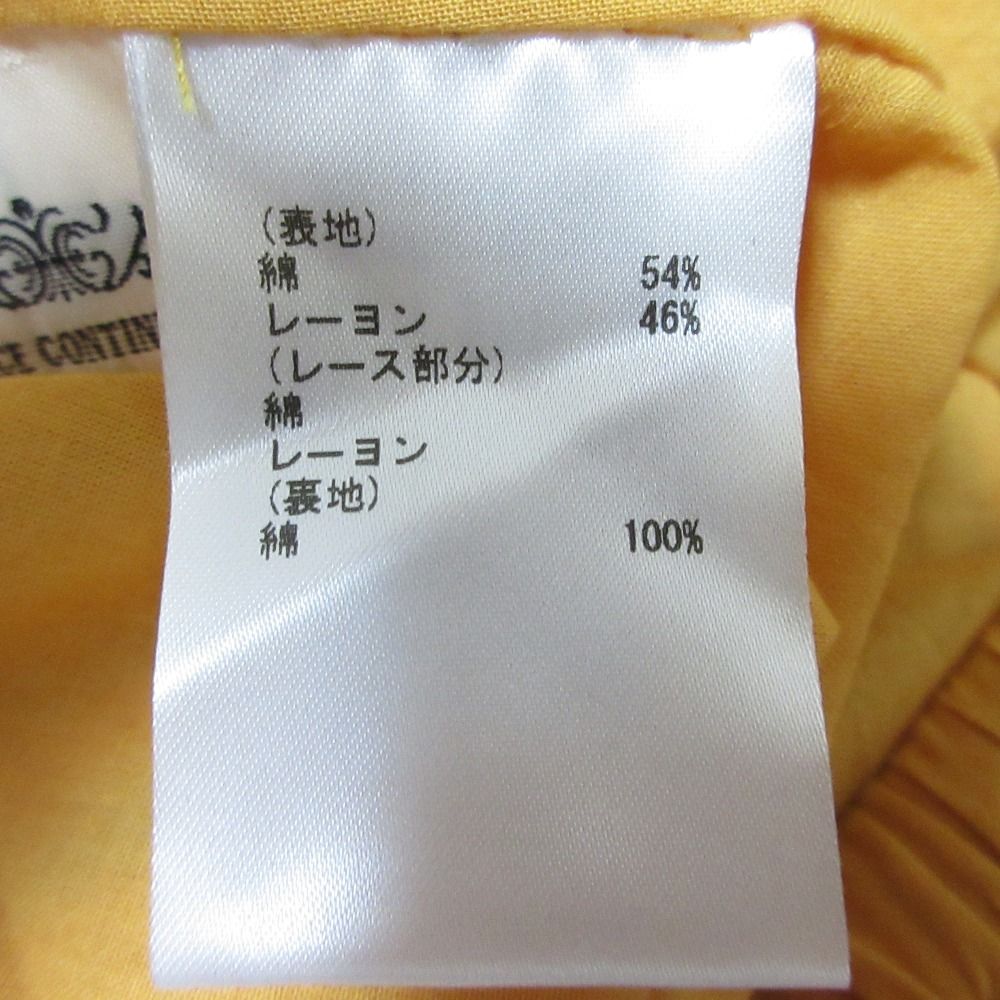 (表地)
綿 54%
レーヨン 46%
(レース部分)
綿
レーヨン
(裏地)
綿 100%
CONTIN